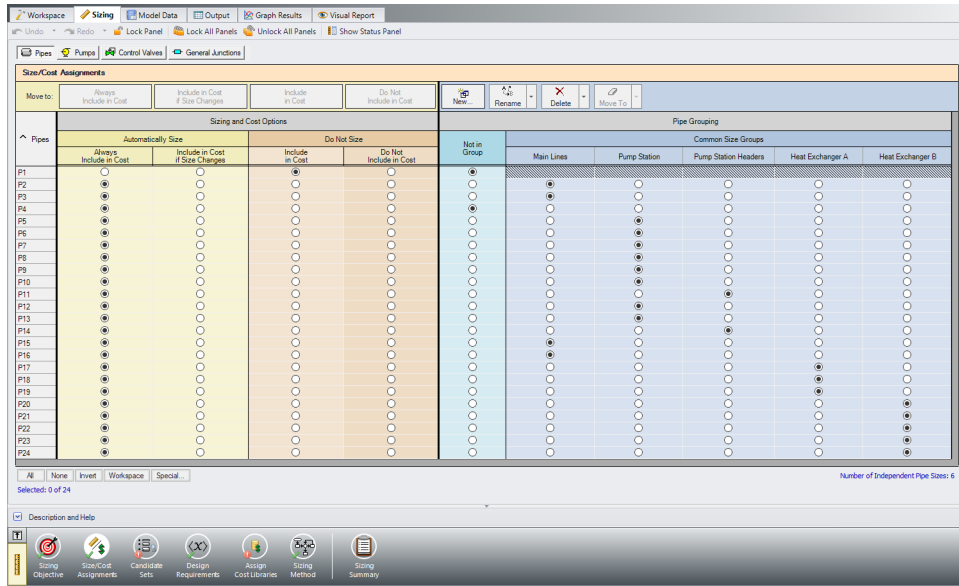 Workspace Sizing Model Data Output Graph Results Visual Report
Undo Redo Lock Panel Lock All Panels Unlock All Panels Show Status Panel
Pipes Pumps Control Valves General Junctions
Size/Cost Assignments
Move to: Always Include in Cost Include in Cost if Size Changes Include in Cost Do Not Include in Cost New... Rename Delete Move To
Sizing and Cost Options Pipe Grouping
Pipes Automatically Size Do Not Size Not in Group Common Size Groups
Always Include in Cost Include in Cost if Size Changes Include in Cost Do Not Include in Cost Main Lines Pump Station Pump Station Headers Heat Exchanger A Heat Exchanger B
P1
P2
P3
P4
P5
P6
P7
P8
P9
P10
P11
P12
P13
P14
P15
P16
P17
P18
P19
P20
P21
P22
P23
P24
All None Invert Workspace Special... Number of Independent Pipe Sizes: 6
Selected: 0 of 24
Description and Help
Sizing Objective Size/Cost Assignments Candidate Sets Design Requirements Assign Cost Libraries Sizing Method Sizing Summary